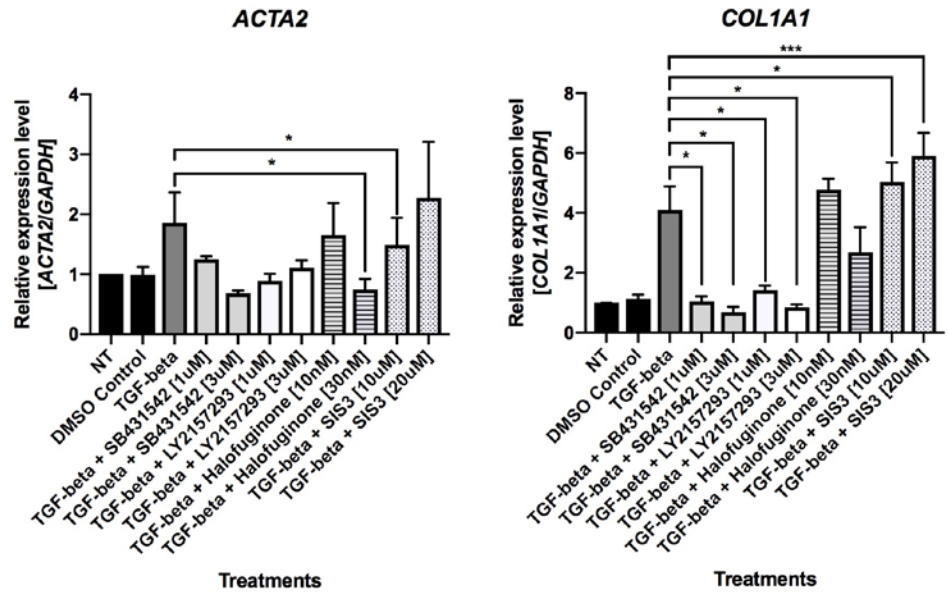 ACTA2
Relative expression level
[ACTA2/GAPDH]
4
3
2
1
0
*
*
NT
DMSO Control
TGF-beta
TGF-beta + SB431542 [1uM]
TGF-beta + SB431542 [3uM]
TGF-beta + LY2157293 [1uM]
TGF-beta + LY2157293 [3uM]
TGF-beta + Halofuginone [10nM]
TGF-beta + Halofuginone [30nM]
TGF-beta + SIS3 [10uM]
TGF-beta + SIS3 [20uM]
Treatments
COL1A1
Relative expression level
[COL1A1/GAPDH]
8
6
4
2
0
***
*
*
*
*
*
NT
DMSO Control
TGF-beta
TGF-beta + SB431542 [1uM]
TGF-beta + SB431542 [3uM]
TGF-beta + LY2157293 [1uM]
TGF-beta + LY2157293 [3uM]
TGF-beta + Halofuginone [10nM]
TGF-beta + Halofuginone [30nM]
TGF-beta + SIS3 [10uM]
TGF-beta + SIS3 [20uM]
Treatments